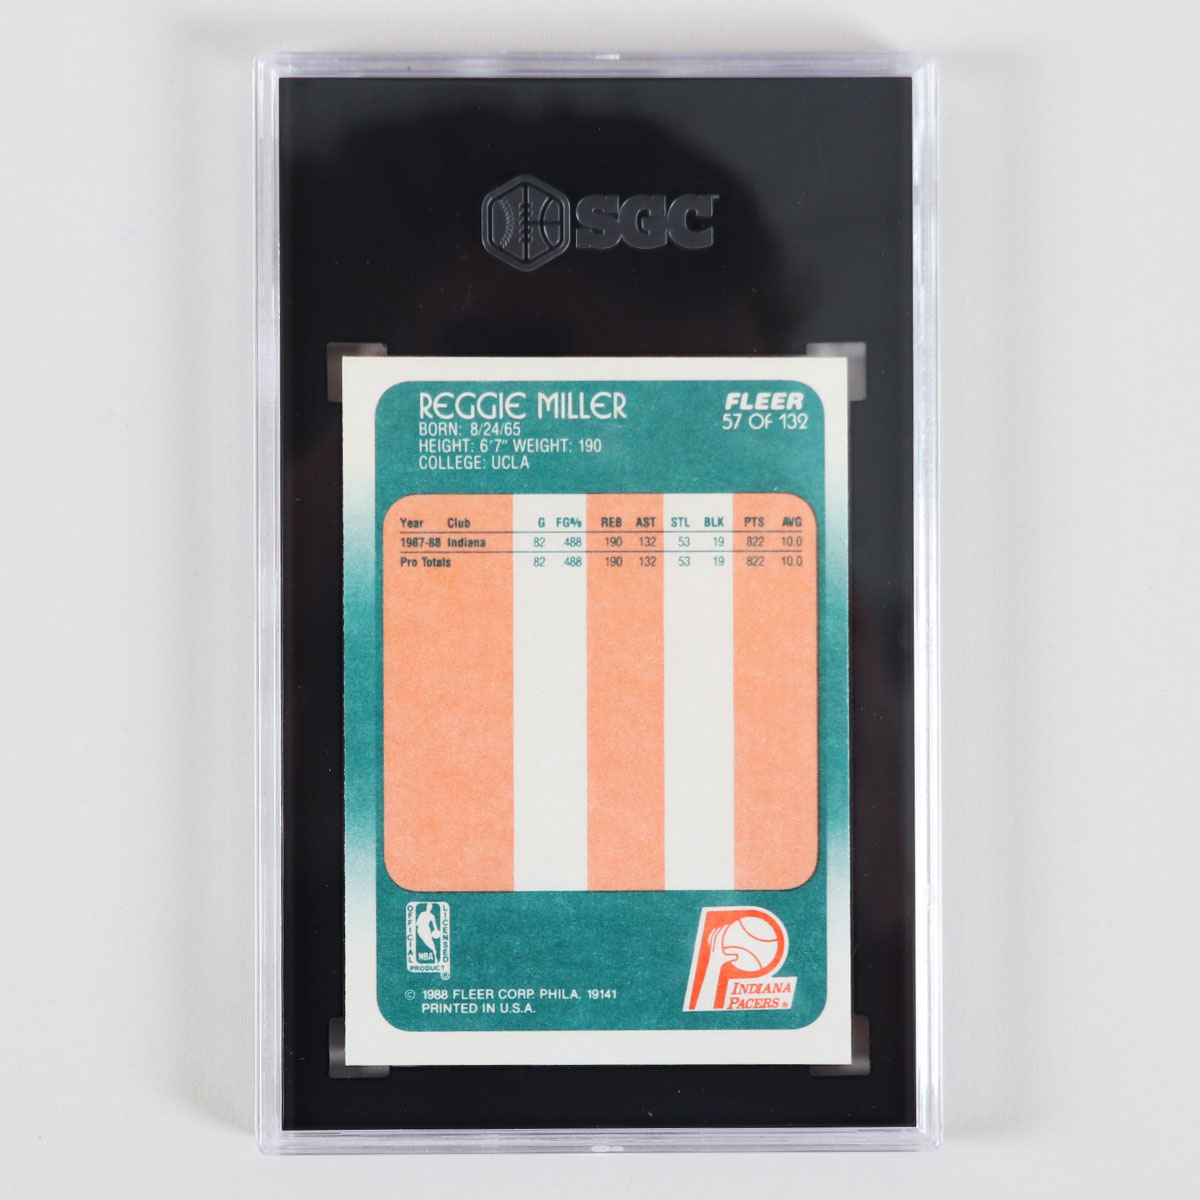 SGC
REGGIE MILLER
BORN: 8/24/65
HEIGHT: 6'7" WEIGHT: 190
COLLEGE: UCLA
FLEER
57 OF 132
Year Club G FG% REB AST STL BLK PTS AVG
1987-88 Indiana 82 .488 190 132 53 19 822 10.0
Pro Totals 82 .488 190 132 53 19 822 10.0
OFFICIAL
LICENSED
NBA
PRODUCT ®
© 1988 FLEER CORP. PHILA. 19141
PRINTED IN U.S.A.
INDIANA
PACERS ®